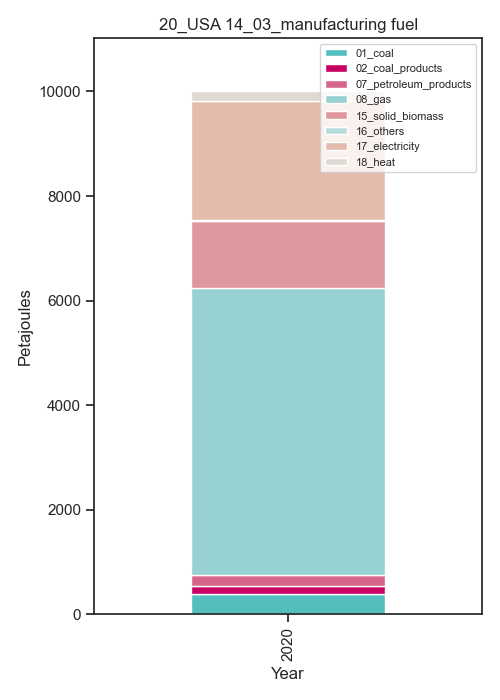 20_USA 14_03_manufacturing fuel
01_coal
02_coal_products
07_petroleum_products
08_gas
15_solid_biomass
16_others
17_electricity
18_heat
10000
8000
6000
4000
2000
0
Petajoules
2020
Year